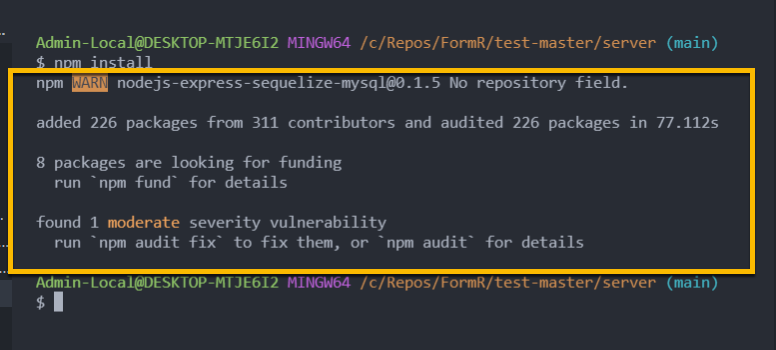 Admin-Local@DESKTOP-MTJE6I2 MINGW64 /c/Repos/FormR/test-master/server (main)
$ npm install
npm WARN nodejs-express-sequelize-mysql@0.1.5 No repository field.
added 226 packages from 311 contributors and audited 226 packages in 77.112s
8 packages are looking for funding
run `npm fund` for details
found 1 moderate severity vulnerability
run `npm audit fix` to fix them, or `npm audit` for details
Admin-Local@DESKTOP-MTJE6I2 MINGW64 /c/Repos/FormR/test-master/server (main)
$